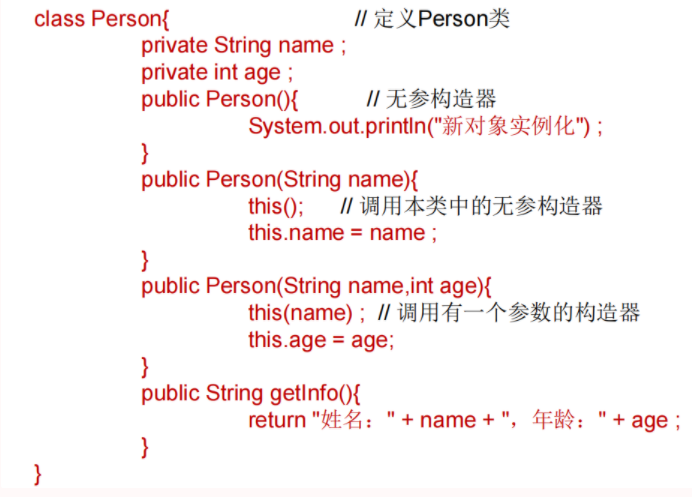 class Person{ // 定义Person类
private String name ;
private int age ;
public Person(){ // 无参构造器
System.out.println("新对象实例化") ;
}
public Person(String name){
this(); // 调用本类中的无参构造器
this.name = name ;
}
public Person(String name,int age){
this(name) ; // 调用有一个参数的构造器
this.age = age;
}
public String getInfo(){
return "姓名：" + name + "，年龄：" + age ;
}
}